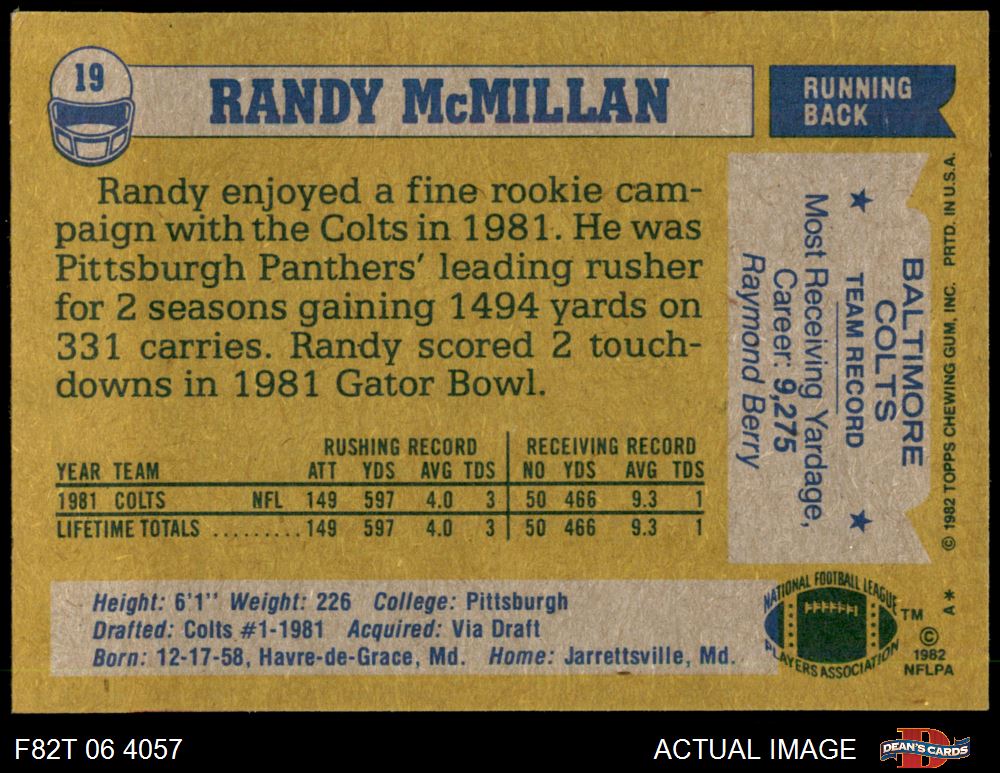 19
RANDY McMILLAN
RUNNING
BACK
Randy enjoyed a fine rookie cam-
paign with the Colts in 1981. He was
Pittsburgh Panthers' leading rusher
for 2 seasons gaining 1494 yards on
331 carries. Randy scored 2 touch-
downs in 1981 Gator Bowl.
RUSHING RECORD RECEIVING RECORD
YEAR TEAM ATT YDS AVG TDS NO YDS AVG TDS
1981 COLTS NFL 149 597 4.0 3 50 466 9.3 1
LIFETIME TOTALS ......... 149 597 4.0 3 50 466 9.3 1
BALTIMORE
COLTS
TEAM RECORD
Most Receiving Yardage,
Career: 9,275
Raymond Berry
© 1982 TOPPS CHEWING GUM, INC. PRTD. IN U.S.A.
Height: 6'1" Weight: 226 College: Pittsburgh
Drafted: Colts #1-1981 Acquired: Via Draft
Born: 12-17-58, Havre-de-Grace, Md. Home: Jarrettsville, Md.
NATIONAL FOOTBALL LEAGUE
PLAYERS ASSOCIATION
TM
A*
©
1982
NFLPA
F82T 06 4057
ACTUAL IMAGE
DEAN'S CARDS